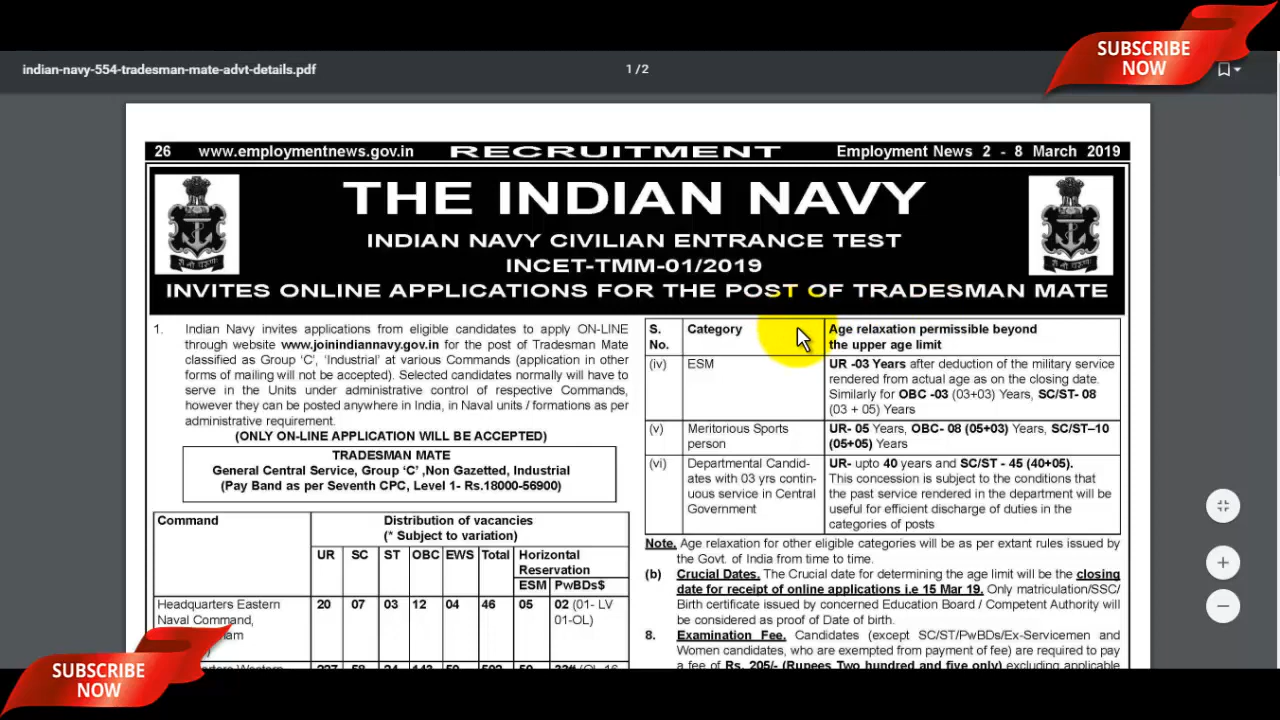 SUBSCRIBE
NOW
indian-navy-554-tradesman-mate-advt-details.pdf
1/2
26 www.employmentnews.gov.in RECRUITMENT Employment News 2 - 8 March 2019
THE INDIAN NAVY
INDIAN NAVY CIVILIAN ENTRANCE TEST
INCET-TMM-01/2019
INVITES ONLINE APPLICATIONS FOR THE POST OF TRADESMAN MATE
1. Indian Navy invites applications from eligible candidates to apply ON-LINE
through website www.joinindiannavy.gov.in for the post of Tradesman Mate
classified as Group 'C', 'Industrial' at various Commands (application in other
forms of mailing will not be accepted). Selected candidates normally will have to
serve in the Units under administrative control of respective Commands,
however they can be posted anywhere in India, in Naval units / formations as per
administrative requirement.
(ONLY ON-LINE APPLICATION WILL BE ACCEPTED)
TRADESMAN MATE
General Central Service, Group 'C' ,Non Gazetted, Industrial
(Pay Band as per Seventh CPC, Level 1- Rs.18000-56900)
Command
Distribution of vacancies
(* Subject to variation)
UR SC ST OBC EWS Total Horizontal
Reservation
ESM PwBDs$
Headquarters Eastern 20 07 03 12 04 46 05 02 (01- LV
Naval Command, 01-OL)
S. Category Age relaxation permissible beyond
No. the upper age limit
(iv) ESM UR -03 Years after deduction of the military service
rendered from actual age as on the closing date.
Similarly for OBC -03 (03+03) Years, SC/ST- 08
(03 + 05) Years
(v) Meritorious Sports UR- 05 Years, OBC- 08 (05+03) Years, SC/ST–10
person (05+05) Years
(vi) Departmental Candid- UR- upto 40 years and SC/ST - 45 (40+05).
ates with 03 yrs contin- This concession is subject to the conditions that
uous service in Central the past service rendered in the department will be
Government useful for efficient discharge of duties in the
categories of posts
Note. Age relaxation for other eligible categories will be as per extant rules issued by
the Govt. of India from time to time.
(b) Crucial Dates. The Crucial date for determining the age limit will be the closing
date for receipt of online applications i.e 15 Mar 19. Only matriculation/SSC/
Birth certificate issued by concerned Education Board / Competent Authority will
be considered as proof of Date of birth.
8. Examination Fee. Candidates (except SC/ST/PwBDs/Ex-Servicemen and
Women candidates, who are exempted from payment of fee) are required to pay
a fee of Rs. 205/- (Rupees Two hundred and five only) excluding applicable
SUBSCRIBE
NOW